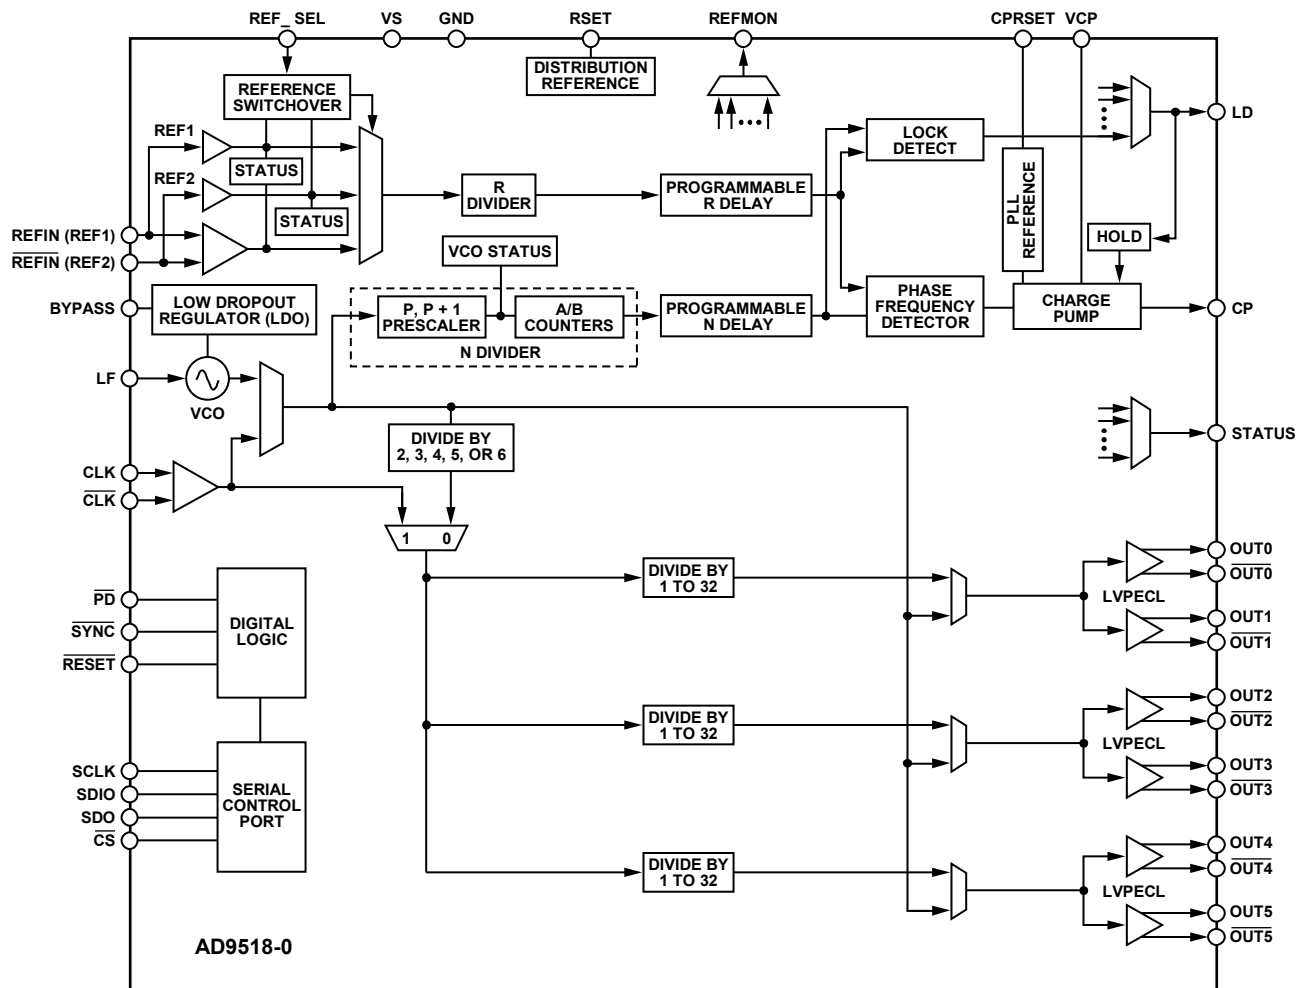 REF_SEL VS GND RSET REFMON CPRSET VCP
DISTRIBUTION
REFERENCE
REFERENCE
SWITCHOVER
REF1
STATUS
REF2
STATUS
REFIN (REF1)
REFIN (REF2)
BYPASS
LF
R
DIVIDER
PROGRAMMABLE
R DELAY
LOCK
DETECT
PLL
REFERENCE
HOLD
LD
VCO STATUS
LOW DROPOUT
REGULATOR (LDO)
VCO
P, P + 1
PRESCALER
A/B
COUNTERS
N DIVIDER
PROGRAMMABLE
N DELAY
PHASE
FREQUENCY
DETECTOR
CHARGE
PUMP
CP
STATUS
DIVIDE BY
2, 3, 4, 5, OR 6
CLK
CLK
1 0
DIVIDE BY
1 TO 32
LVPECL
OUT0
OUT0
OUT1
OUT1
PD
SYNC
RESET
DIGITAL
LOGIC
DIVIDE BY
1 TO 32
LVPECL
OUT2
OUT2
OUT3
OUT3
SCLK
SDIO
SDO
CS
SERIAL
CONTROL
PORT
DIVIDE BY
1 TO 32
LVPECL
OUT4
OUT4
OUT5
OUT5
AD9518-0